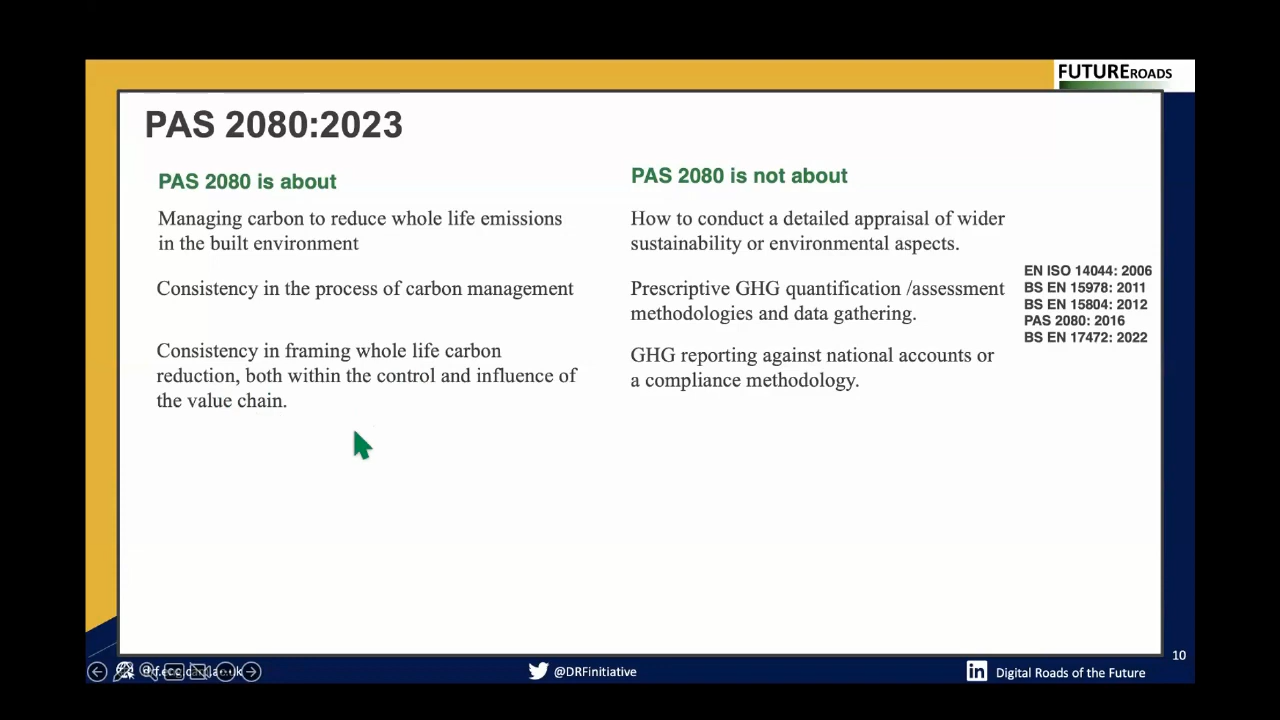 FUTUREROADS
PAS 2080:2023
PAS 2080 is about
Managing carbon to reduce whole life emissions
in the built environment
Consistency in the process of carbon management
Consistency in framing whole life carbon
reduction, both within the control and influence of
the value chain.
PAS 2080 is not about
How to conduct a detailed appraisal of wider
sustainability or environmental aspects.
Prescriptive GHG quantification /assessment
methodologies and data gathering.
GHG reporting against national accounts or
a compliance methodology.
EN ISO 14044: 2006
BS EN 15978: 2011
BS EN 15804: 2012
PAS 2080: 2016
BS EN 17472: 2022
10
@DRFinitiative
in
Digital Roads of the Future